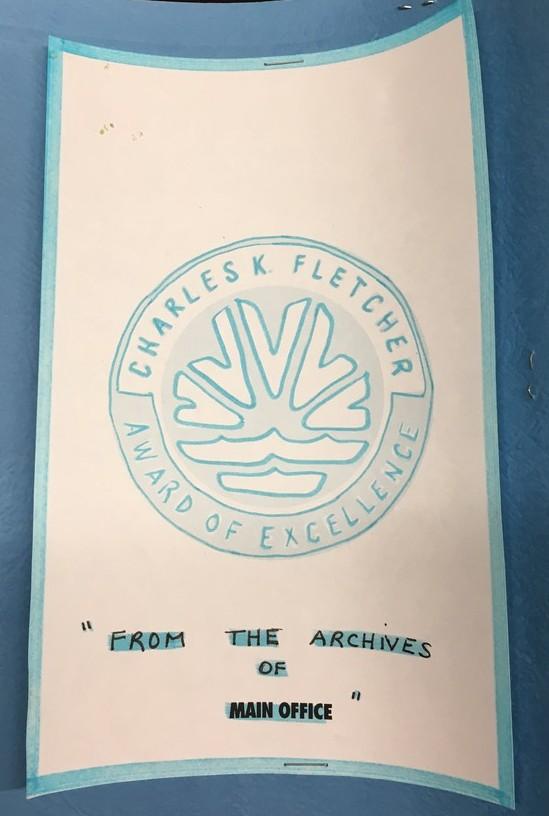 CHARLES K. FLETCHER
AWARD OF EXCELLENCE
" FROM THE ARCHiVES
OF
MAIN OFFICE "